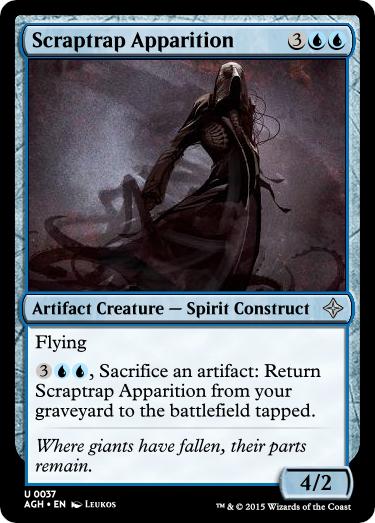 Scraptrap Apparition 3
Artifact Creature — Spirit Construct
Flying
3, Sacrifice an artifact: Return
Scraptrap Apparition from your
graveyard to the battlefield tapped.
Where giants have fallen, their parts
remain.
4/2
U 0037
AGH • EN Leukos
™ & © 2015 Wizards of the Coast